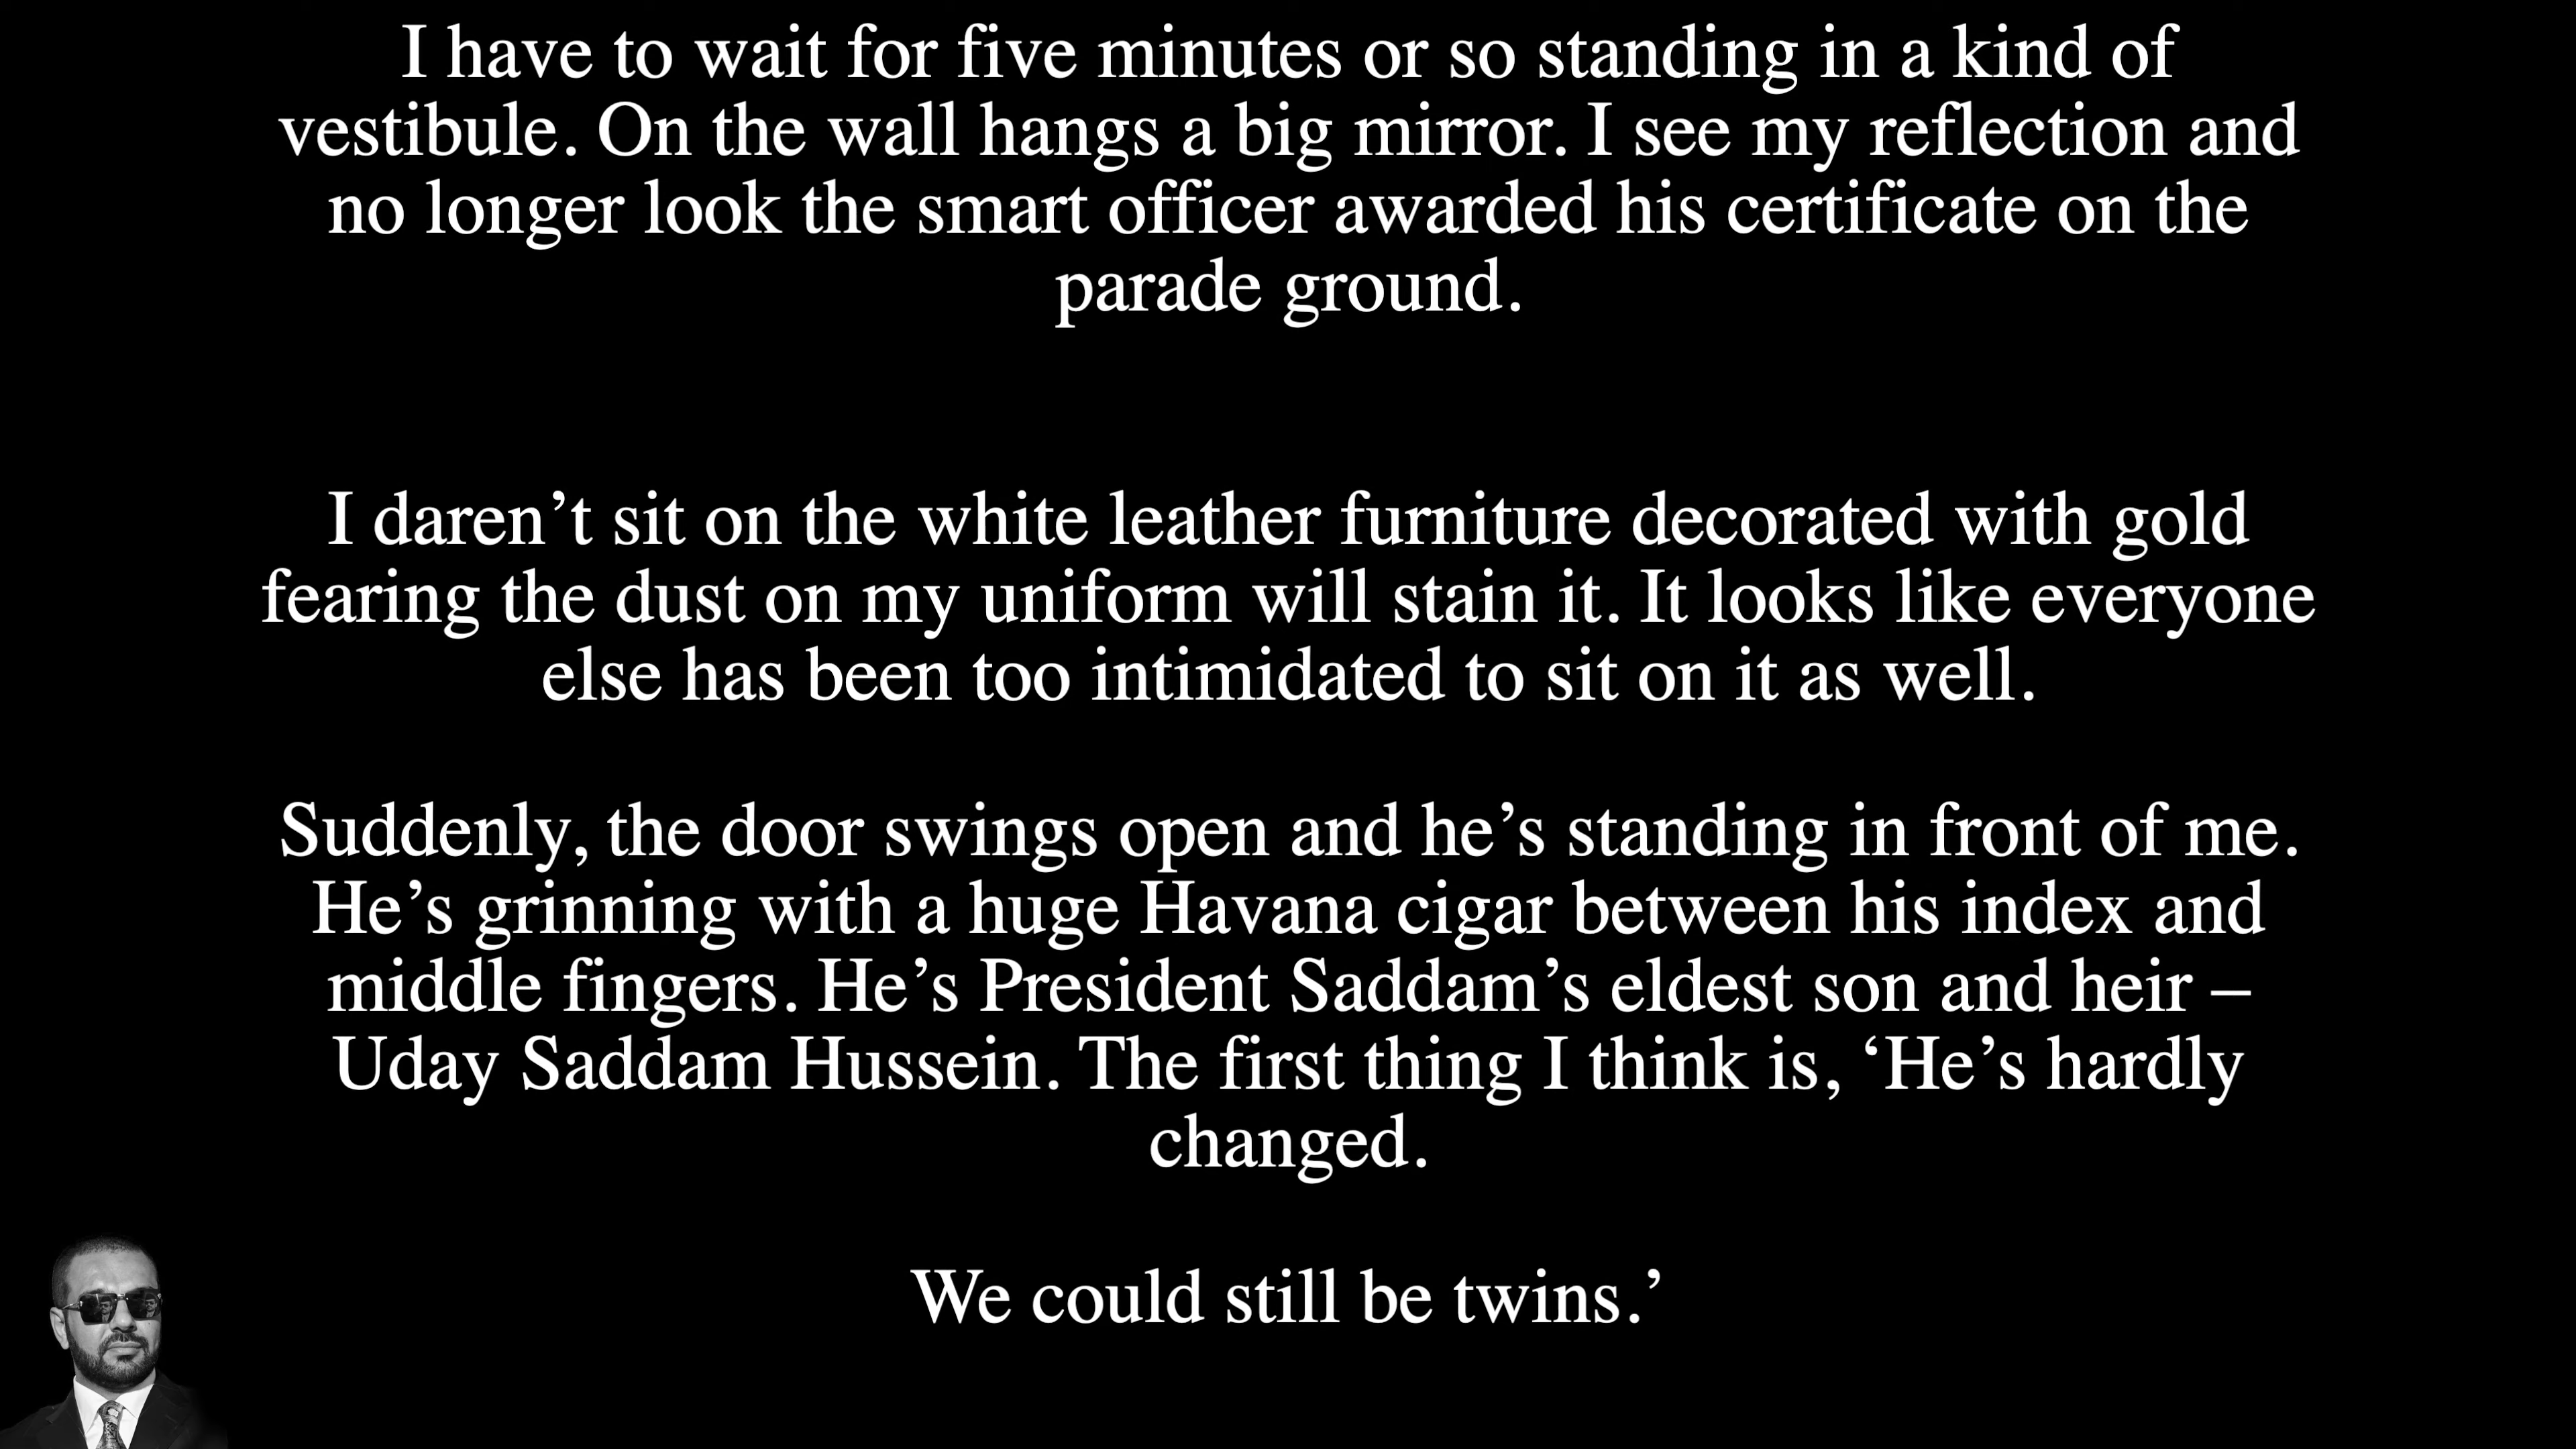 I have to wait for five minutes or so standing in a kind of
vestibule. On the wall hangs a big mirror. I see my reflection and
no longer look the smart officer awarded his certificate on the
parade ground.
I daren’t sit on the white leather furniture decorated with gold
fearing the dust on my uniform will stain it. It looks like everyone
else has been too intimidated to sit on it as well.
Suddenly, the door swings open and he’s standing in front of me.
He’s grinning with a huge Havana cigar between his index and
middle fingers. He’s President Saddam’s eldest son and heir –
Uday Saddam Hussein. The first thing I think is, ‘He’s hardly
changed.
We could still be twins.’